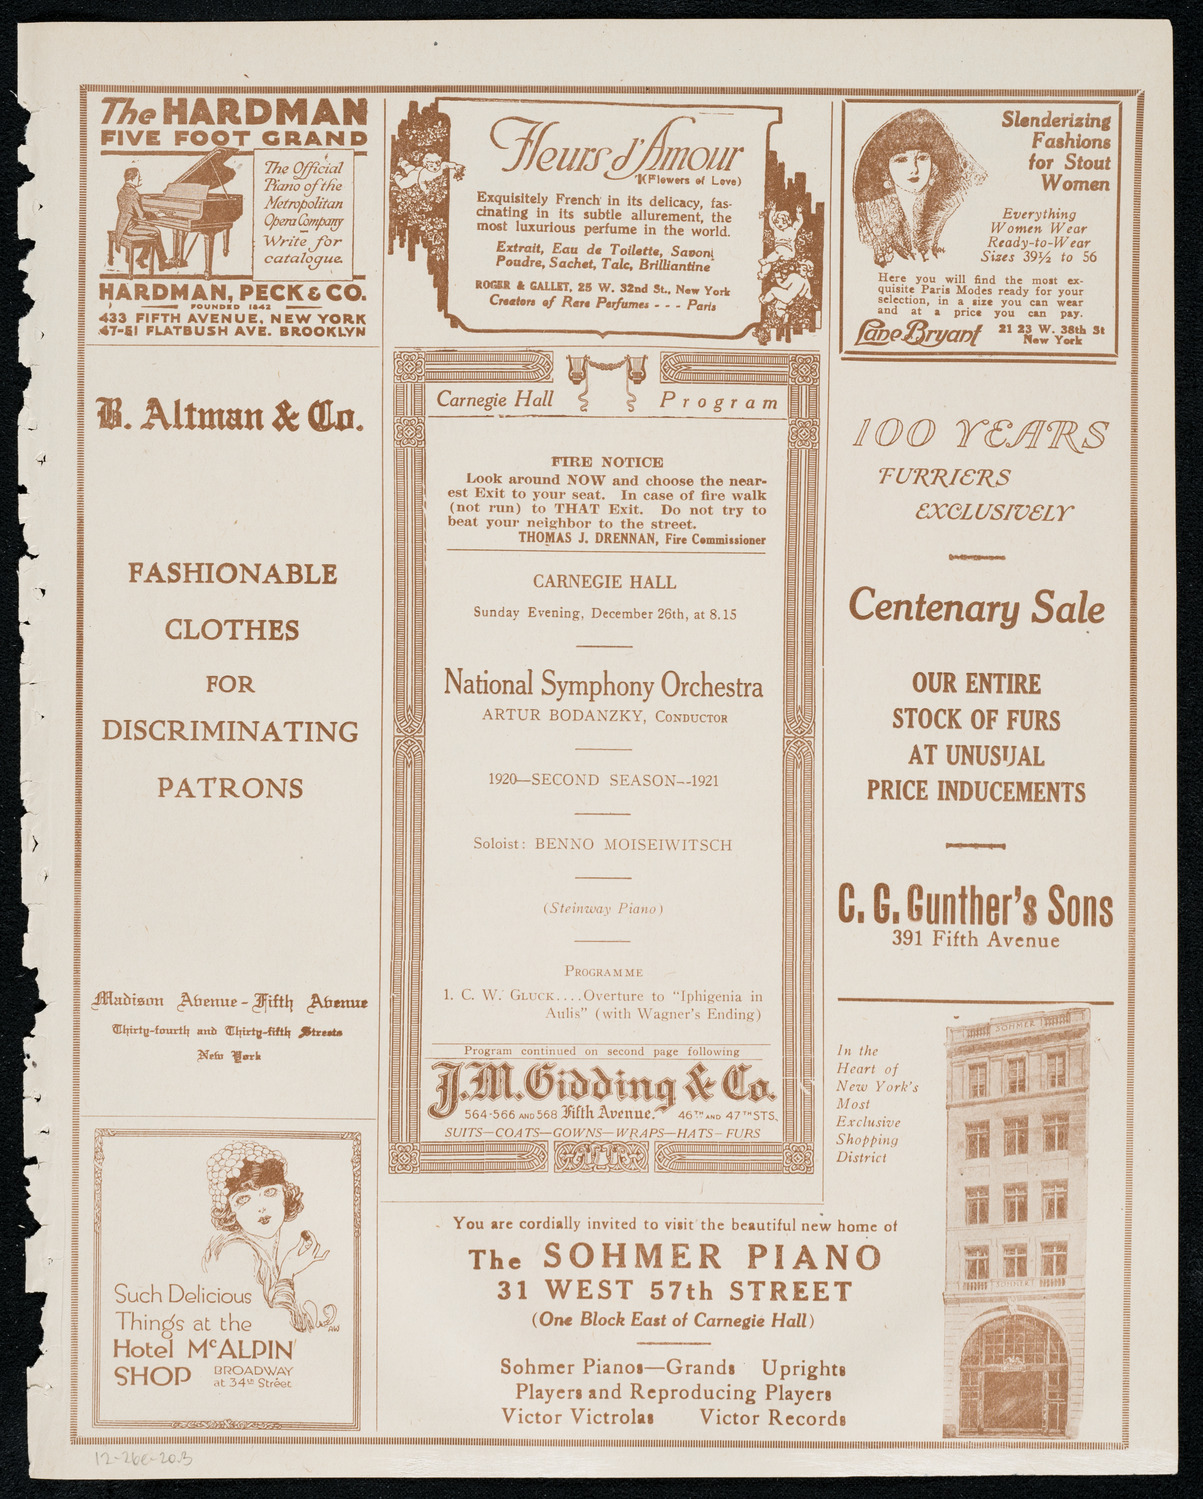 The HARDMAN
FIVE FOOT GRAND
The Official
Piano of the
Metropolitan
Opera Company
Write for
catalogue.
HARDMAN, PECK & CO.
FOUNDED 1842
433 FIFTH AVENUE, NEW YORK
47-51 FLATBUSH AVE. BROOKLYN
Fleurs d'Amour
(Flowers of Love)
Exquisitely French in its delicacy, fas-
cinating in its subtle allurement, the
most luxurious perfume in the world.
Extrait, Eau de Toilette, Savon,
Poudre, Sachet, Talc, Brilliantine
ROGER & GALLET, 25 W. 32nd St., New York
Creators of Rare Perfumes - - - Paris
Slenderizing
Fashions
for Stout
Women
Everything
Women Wear
Ready-to-Wear
Sizes 39½ to 56
Here you will find the most ex-
quisite Paris Modes ready for your
selection, in a size you can wear
and at a price you can pay.
Lane Bryant 21 23 W. 38th St
New York
B. Altman & Co.
FASHIONABLE
CLOTHES
FOR
DISCRIMINATING
PATRONS
Madison Avenue - Fifth Avenue
Thirty-fourth and Thirty-fifth Streets
New York
Such Delicious
Things at the
Hotel McALPIN
SHOP BROADWAY
at 34th Street
Carnegie Hall Program
FIRE NOTICE
Look around NOW and choose the near-
est Exit to your seat. In case of fire walk
(not run) to THAT Exit. Do not try to
beat your neighbor to the street.
THOMAS J. DRENNAN, Fire Commissioner
CARNEGIE HALL
Sunday Evening, December 26th, at 8.15
National Symphony Orchestra
ARTUR BODANZKY, CONDUCTOR
1920—SECOND SEASON--1921
Soloist: BENNO MOISEIWITSCH
(Steinway Piano)
PROGRAMME
1. C. W. GLUCK....Overture to "Iphigenia in
Aulis" (with Wagner's Ending)
Program continued on second page following
J.M. Gidding & Co.
564-566 AND 568 Fifth Avenue. 46TH AND 47TH STS.
SUITS—COATS—GOWNS—WRAPS—HATS—FURS
100 YEARS
FURRIERS
EXCLUSIVELY
Centenary Sale
OUR ENTIRE
STOCK OF FURS
AT UNUSUAL
PRICE INDUCEMENTS
C. G. Gunther's Sons
391 Fifth Avenue
In the
Heart of
New York's
Most
Exclusive
Shopping
District
SOHMER
SOHMER
You are cordially invited to visit the beautiful new home of
The SOHMER PIANO
31 WEST 57th STREET
(One Block East of Carnegie Hall)
Sohmer Pianos—Grands Uprights
Players and Reproducing Players
Victor Victrolas Victor Records
12-26e-20.3